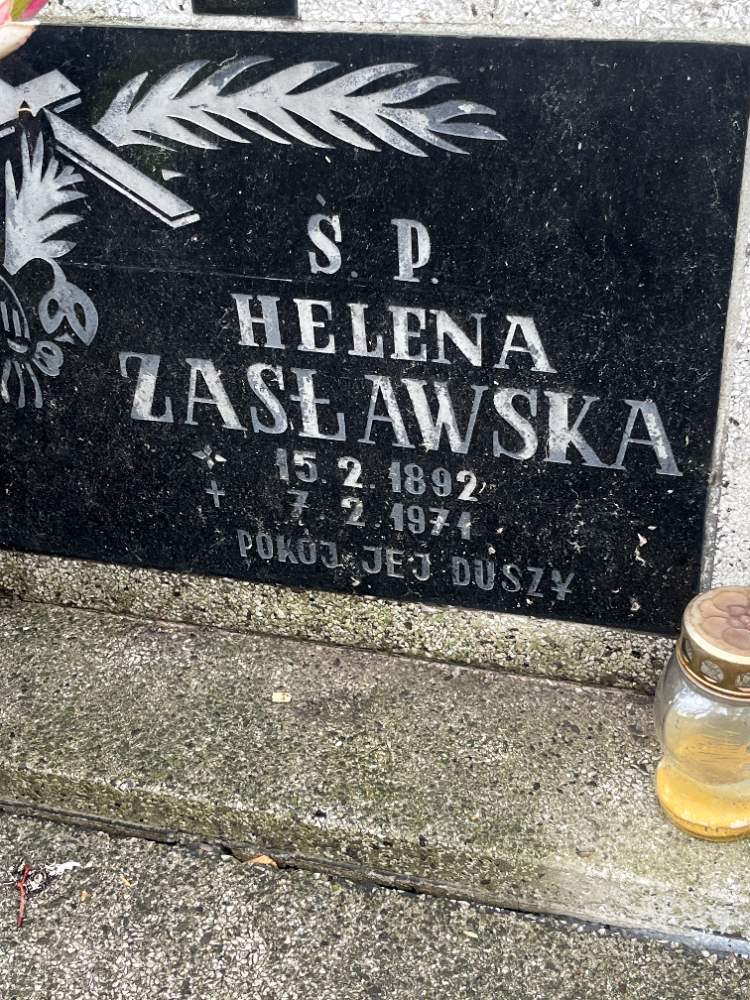 Ś. P.
HELENA
ZASŁAWSKA
15. 2. 1892
+ 7. 2. 1971
POKÓJ JEJ DUSZY